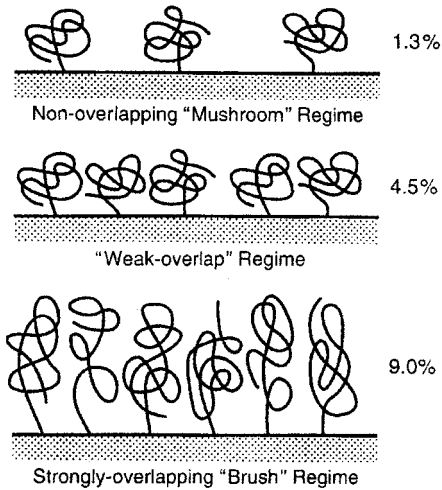 1.3%
Non-overlapping “Mushroom” Regime
4.5%
“Weak-overlap” Regime
9.0%
Strongly-overlapping “Brush” Regime